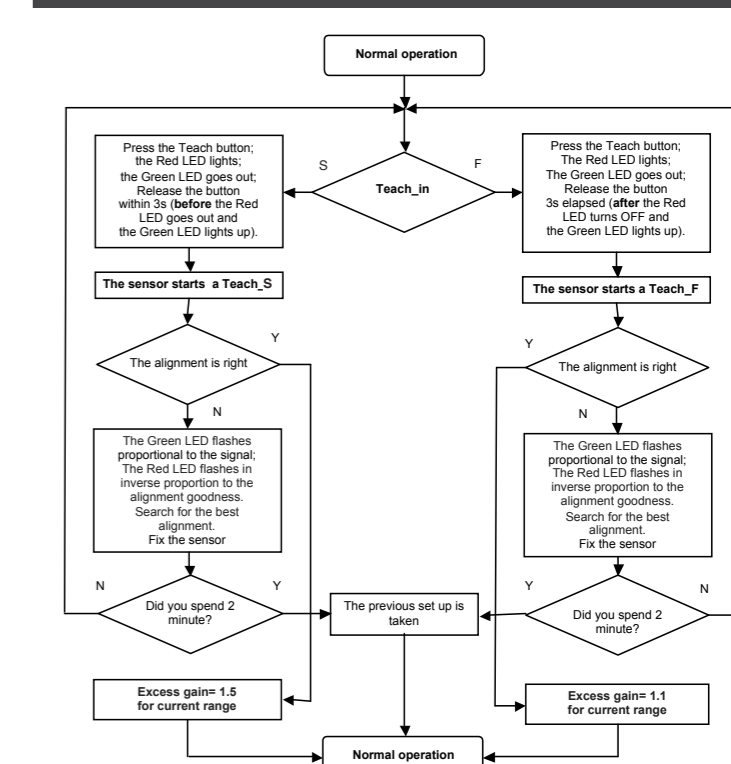 Normal operation
S
F
Teach_in
Press the Teach button;
the Red LED lights;
the Green LED goes out;
Release the button
within 3s (before the Red
LED goes out and
the Green LED lights up).
Press the Teach button;
The Red LED lights;
The Green LED goes out;
Release the button
3s elapsed (after the Red
LED turns OFF and
the Green LED lights up).
The sensor starts a Teach_S
The sensor starts a Teach_F
Y
The alignment is right
N
Y
The alignment is right
N
The Green LED flashes
proportional to the signal;
The Red LED flashes in
inverse proportion to the
alignment goodness.
Search for the best
alignment.
Fix the sensor
The Green LED flashes
proportional to the signal;
The Red LED flashes in
inverse proportion to the
alignment goodness.
Search for the best
alignment.
Fix the sensor
N
Y
Did you spend 2
minute?
The previous set up is
taken
Y
N
Did you spend 2
minute?
Excess gain= 1.5
for current range
Excess gain= 1.1
for current range
Normal operation